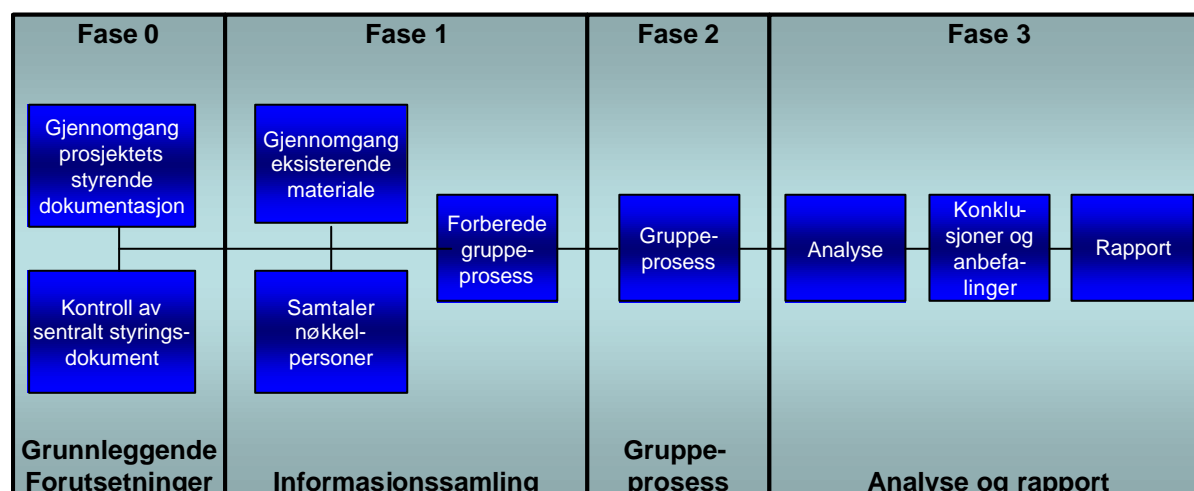 Fase 0
Fase 1
Fase 2
Fase 3
Gjennomgang
prosjektets
styrende
dokumentasjon
Kontroll av
sentralt styrings-
dokument
Gjennomgang
eksisterende
materiale
Samtaler
nøkkel-
personer
Forberede
gruppe-
prosess
Gruppe-
prosess
Analyse
Konklu-
sjoner og
anbefa-
linger
Rapport
Grunnleggende
Forutsetninger
Informasjonssamling
Gruppe-
prosess
Analyse og rapport